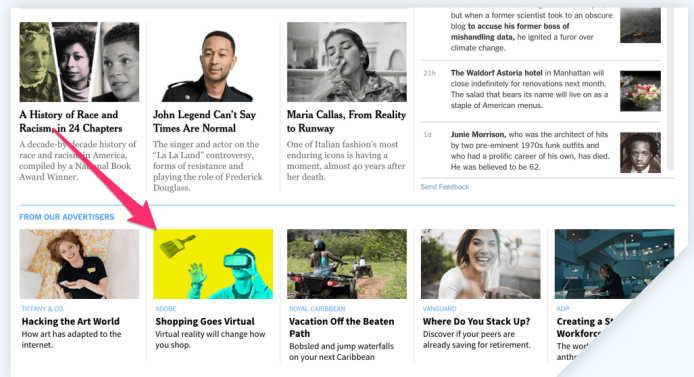 but when a former scientist took to an obscure
blog to accuse his former boss of
mishandling data, he ignited a furor over
climate change.
A History of Race and
Racism, in 24 Chapters
A decade-by-decade history of
race and racism in America,
compiled by a National Book
Award Winner.
John Legend Can't Say
Times Are Normal
The singer and actor on the
"La La Land" controversy,
forms of resistance and
playing the role of Frederick
Douglass.
Maria Callas, From Reality
to Runway
One of Italian fashion's most
enduring icons is having a
moment, almost 40 years after
her death.
21h
The Waldorf Astoria hotel in Manhattan will
close indefinitely for renovations next month.
The salad that bears its name will live on as a
staple of American menus.
1d
Junie Morrison, who was the architect of hits
by two pre-eminent 1970s funk outfits and
who had a prolific career of his own, has died.
He was believed to be 62.
Send Feedback
FROM OUR ADVERTISERS
TIFFANY & CO.
Hacking the Art World
How art has adapted to the
internet.
ADOBE
Shopping Goes Virtual
Virtual reality will change how
you shop.
ROYAL CARIBBEAN
Vacation Off the Beaten
Path
Bobsled and jump waterfalls
on your next Caribbean
VANGUARD
Where Do You Stack Up?
Discover if your peers are
already saving for retirement.
ADP
Creating a
The